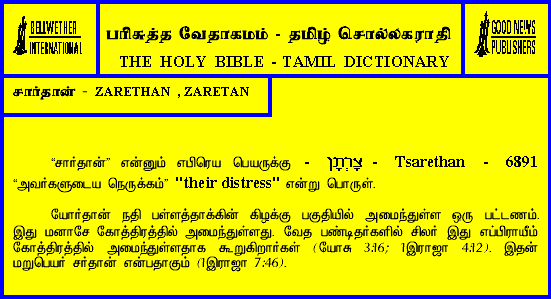 BELLWETHER
INTERNATIONAL
பரிசுத்த வேதாகமம் - தமிழ் சொல்லகராதி
THE HOLY BIBLE - TAMIL DICTIONARY
GOOD NEWS
PUBLISHERS
சார்தான் - ZARETHAN , ZARETAN
“சார்தான்” என்னும் எபிரெய பெயருக்கு - צָרְתָן - Tsarethan - 6891
“அவர்களுடைய நெருக்கம்” "their distress" என்று பொருள்.
யோர்தான் நதி பள்ளத்தாக்கின் கிழக்கு பகுதியில் அமைந்துள்ள ஒரு பட்டணம்.
இது மனாசே கோத்திரத்தில் அமைந்துள்ளது. வேத பண்டிதர்களில் சிலர் இது எப்பிராயீம்
கோத்திரத்தில் அமைந்துள்ளதாக கூறுகிறார்கள் (யோசு 3:16; 1இராஜா 4:12). இதன்
மறுபெயர் சர்தான் என்பதாகும் (1இராஜா 7:46).